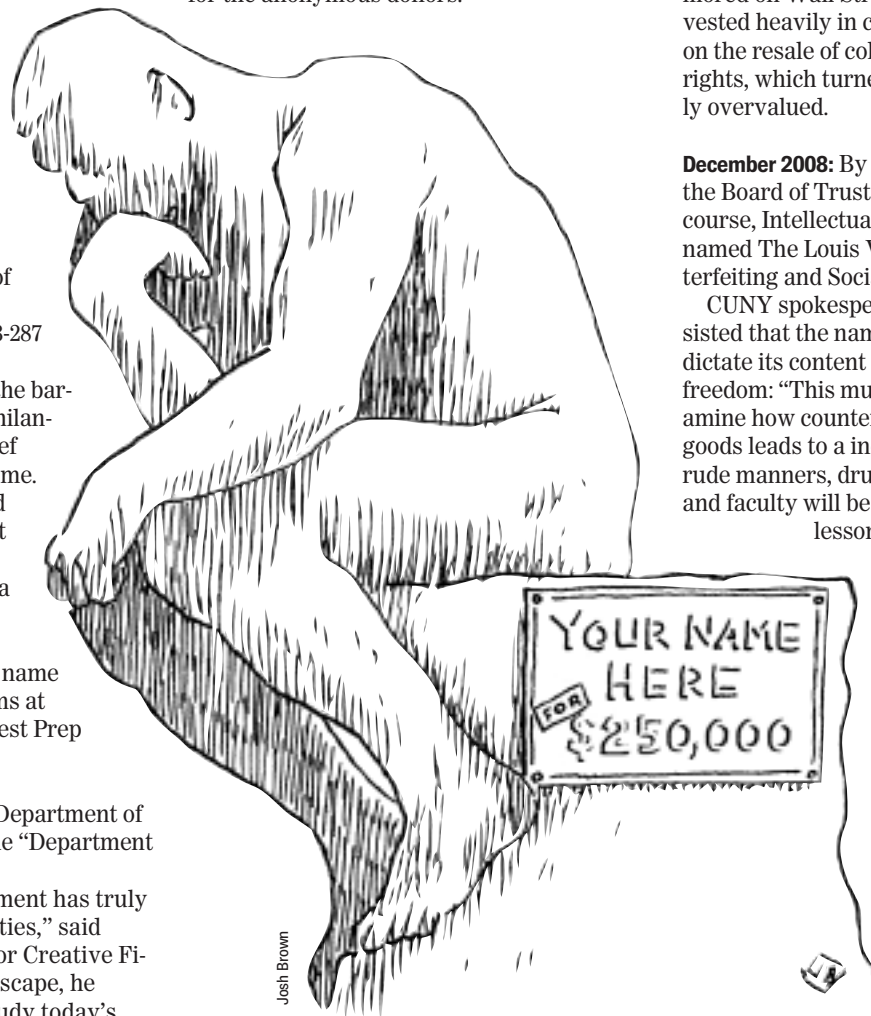 for the anonymous donors.
of
3-287
the bar-
hilan-
ef
me.
d
t
a
name
ns at
est Prep
Department of
e “Department
ment has truly
ties,” said
or Creative Fi-
scape, he
udy today’s
Josh Brown
YOUR NAME
HERE
FOR
$250,000
mored on Wall Str
vested heavily in c
on the resale of col
rights, which turne
ly overvalued.
December 2008: By
the Board of Trust
course, Intellectua
named The Louis V
terfeiting and Soci
CUNY spokespe
sisted that the nam
dictate its content
freedom: “This mu
amine how counte
goods leads to a in
rude manners, dru
and faculty will be
lesson